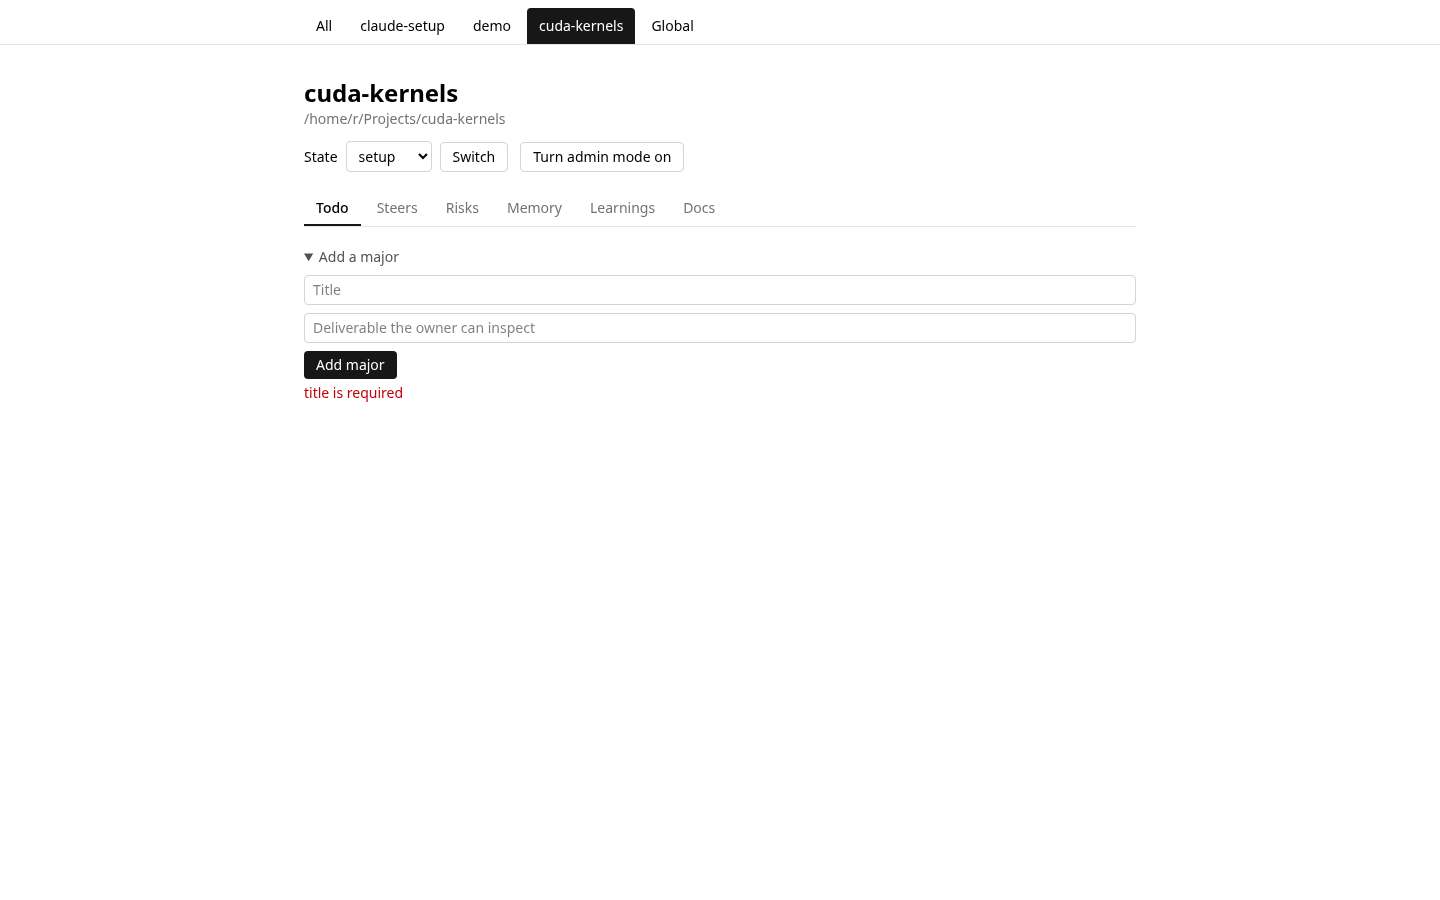 All claude-setup demo cuda-kernels Global
cuda-kernels
/home/r/Projects/cuda-kernels
State setup Switch Turn admin mode on
Todo Steers Risks Memory Learnings Docs
▼ Add a major
Title
Deliverable the owner can inspect
Add major
title is required